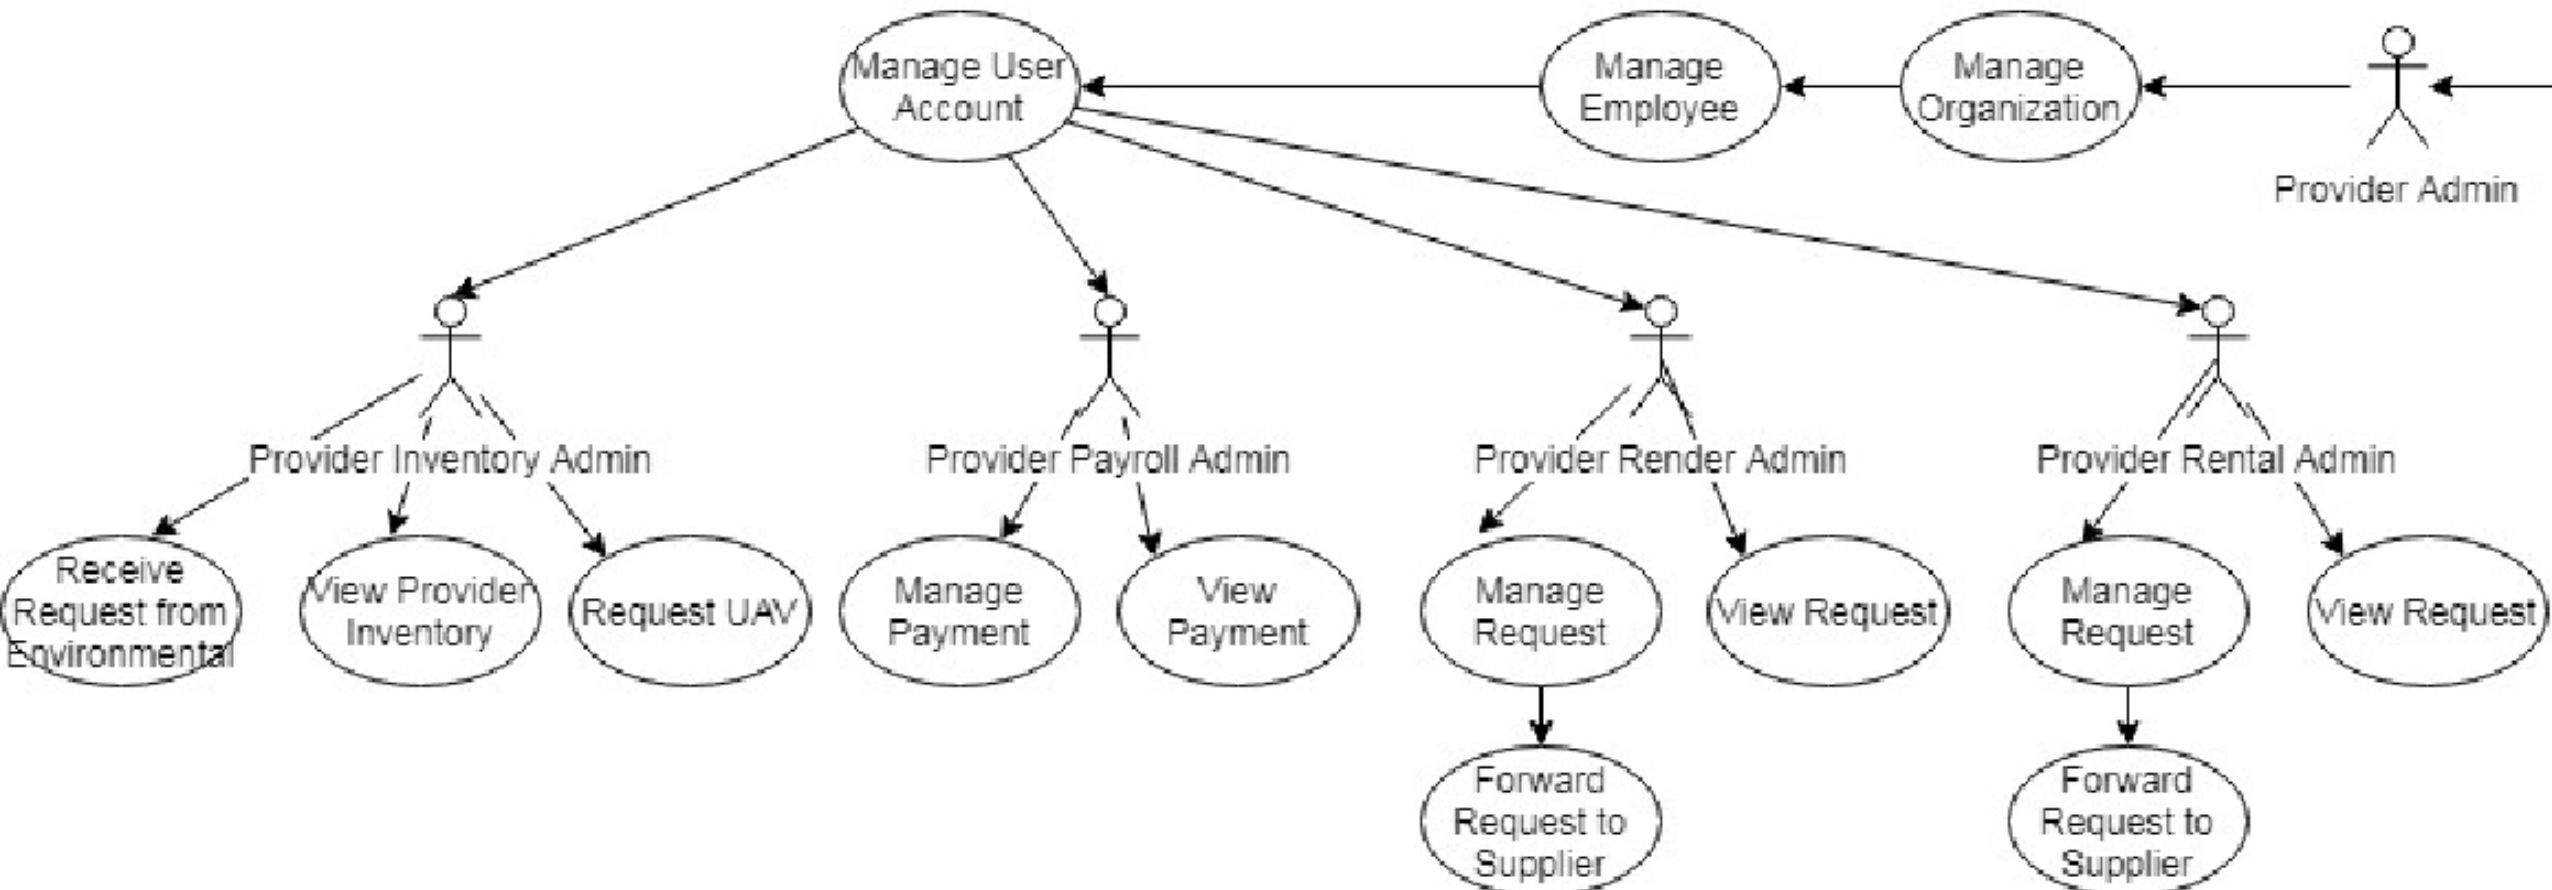 Manage User
Account
Manage
Employee
Manage
Organization
Provider Admin
Provider Inventory Admin
Provider Payroll Admin
Provider Render Admin
Provider Rental Admin
Receive
Request from
Environmental
View Provider
Inventory
Request UAV
Manage
Payment
View
Payment
Manage
Request
View Request
Manage
Request
View Request
Forward
Request to
Supplier
Forward
Request to
Supplier